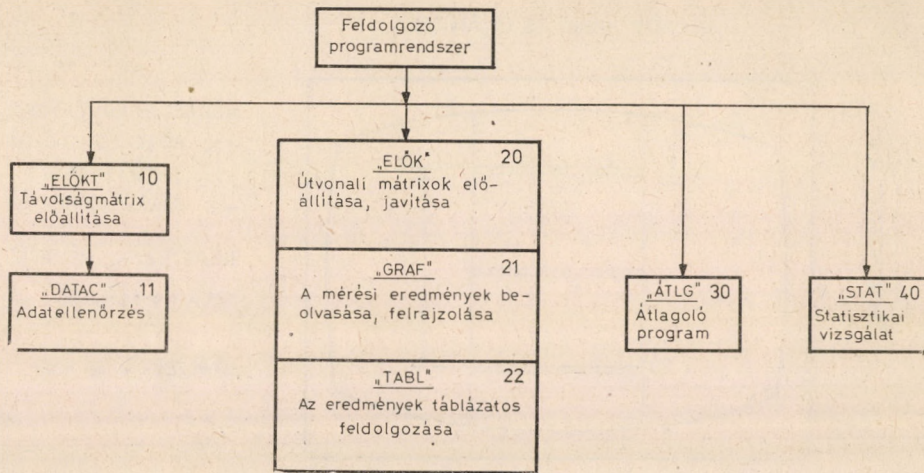 Feldolgozó
programrendszer
„ELŐKT" 10
Távolságmátrix
előállítása
„DATAC" 11
Adatellenőrzés
„ELŐK" 20
Útvonali mátrixok elő-
állítása, javítása
„GRAF" 21
A mérési eredmények be-
olvasása, felrajzolása
„TABL" 22
Az eredmények táblázatos
feldolgozása
„ÁTLG" 30
Átlagoló
program
„STAT" 40
Statisztikai
vizsgálat